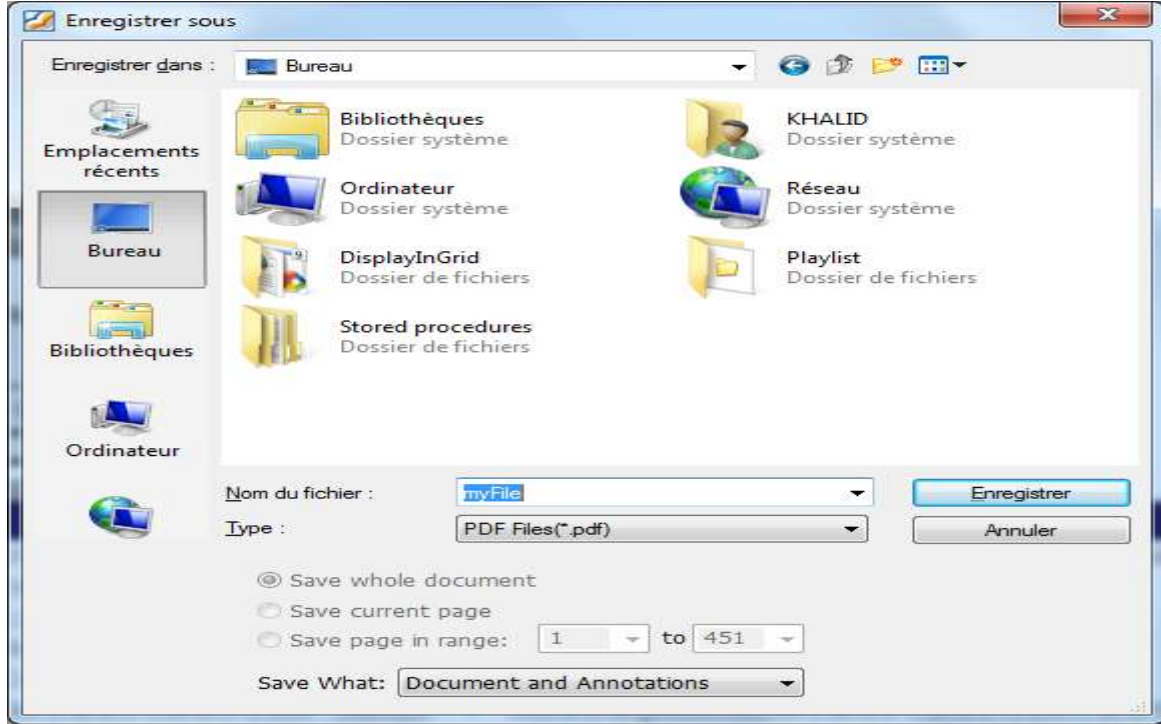 Enregistrer sous
Enregistrer dans :
Bureau
Emplacements
récents
Bureau
Bibliothèques
Ordinateur
Bibliothèques
Dossier système
KHALID
Dossier système
Ordinateur
Dossier système
Réseau
Dossier système
DisplayInGrid
Dossier de fichiers
Playlist
Dossier de fichiers
Stored procedures
Dossier de fichiers
Nom du fichier :
myFile
Enregistrer
Type :
PDF Files(*.pdf)
Annuler
Save whole document
Save current page
Save page in range: 1 to 451
Save What: Document and Annotations